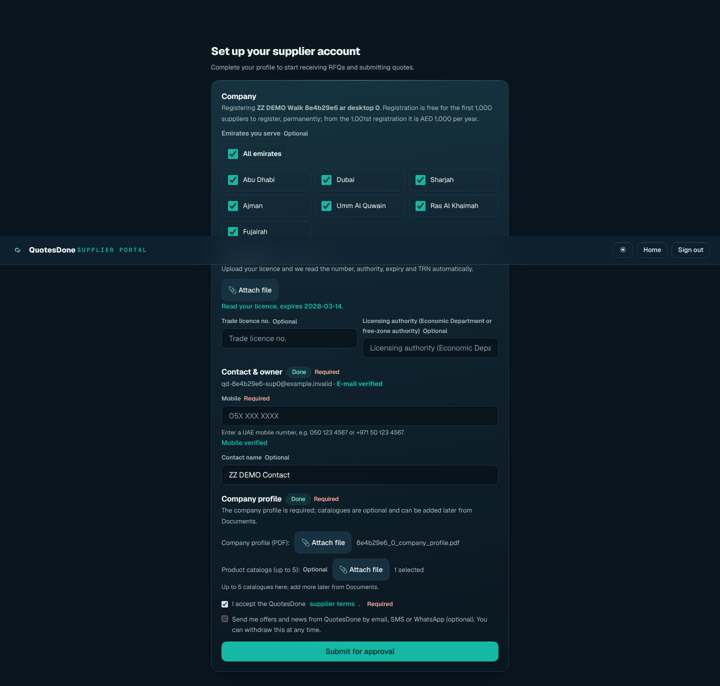 Set up your supplier account
Complete your profile to start receiving RFQs and submitting quotes.
Company
Registering ZZ DEMO Walk 8e4b29e6 ar desktop 0. Registration is free for the first 1,000
suppliers to register, permanently; from the 1,001st registration it is AED 1,000 per year.
Emirates you serve Optional
All emirates
Abu Dhabi
Dubai
Sharjah
Ajman
Umm Al Quwain
Ras Al Khaimah
Fujairah
QuotesDone SUPPLIER PORTAL
Home
Sign out
Upload your licence and we read the number, authority, expiry and TRN automatically.
Attach file
Read your licence, expires 2028-03-14.
Trade licence no. Optional
Trade licence no.
Licensing authority (Economic Department or
free-zone authority) Optional
Licensing authority (Economic Depa
Contact & owner Done Required
qd-8e4b29e6-sup0@example.invalid · E-mail verified
Mobile Required
05X XXX XXXX
Enter a UAE mobile number, e.g. 050 123 4567 or +971 50 123 4567.
Mobile verified
Contact name Optional
ZZ DEMO Contact
Company profile Done Required
The company profile is required; catalogues are optional and can be added later from
Documents.
Company profile (PDF): Attach file 8e4b29e6_0_company_profile.pdf
Product catalogs (up to 5): Optional Attach file 1 selected
Up to 5 catalogues here; add more later from Documents.
I accept the QuotesDone supplier terms . Required
Send me offers and news from QuotesDone by email, SMS or WhatsApp (optional). You
can withdraw this at any time.
Submit for approval